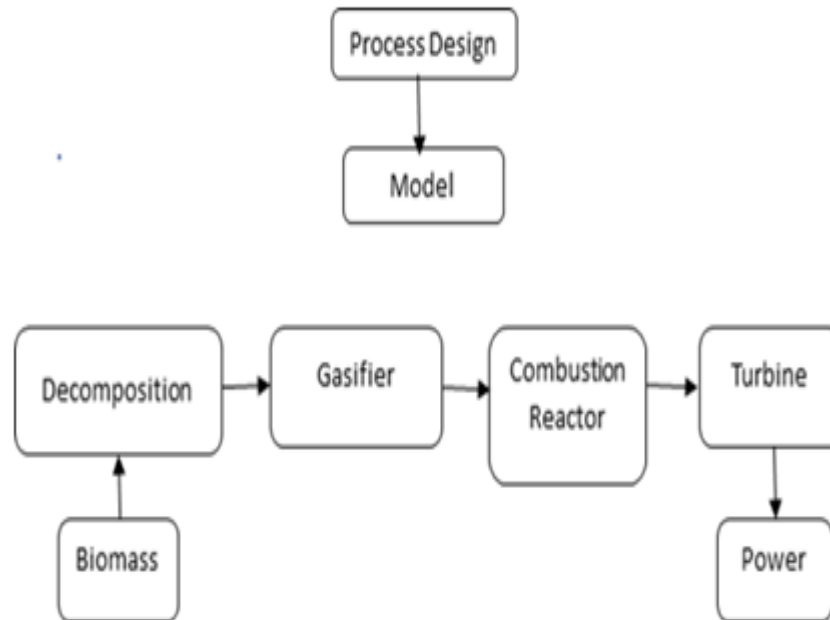 Process Design
Model
Decomposition
Gasifier
Combustion
Reactor
Turbine
Biomass
Power